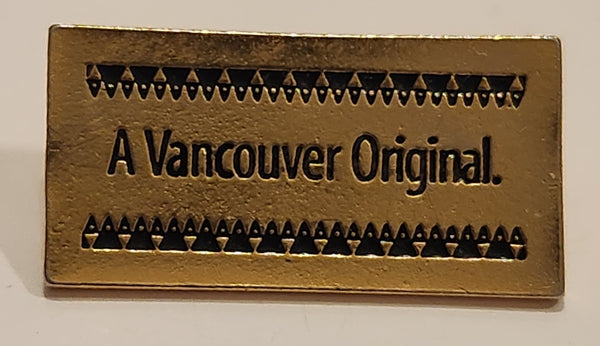 A Vancouver Original.